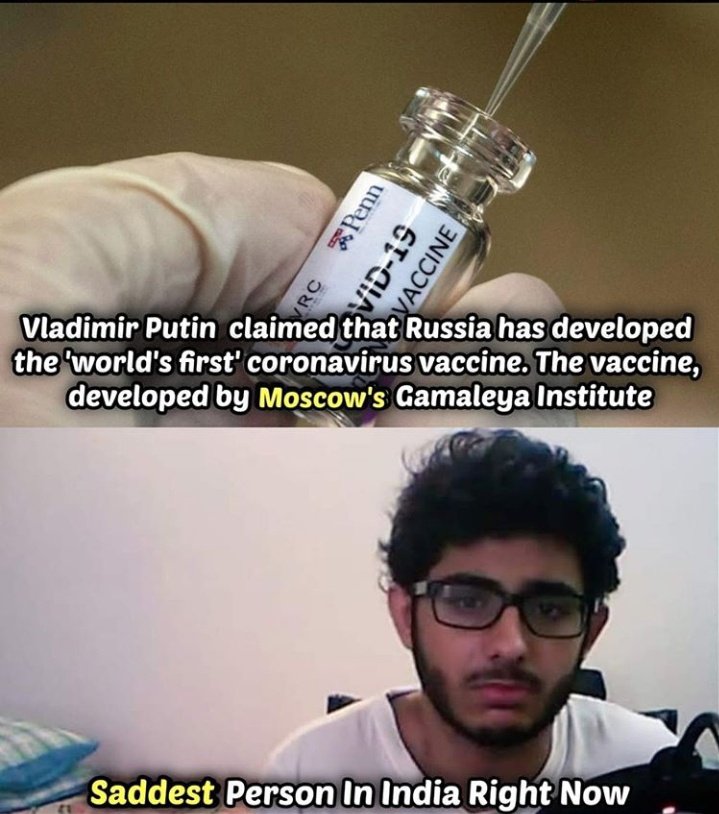 Penn
VRC
COVID-19
VACCINE
Vladimir Putin claimed that Russia has developed
the 'world's first' coronavirus vaccine. The vaccine,
developed by Moscow's Gamaleya Institute
Saddest Person In India Right Now